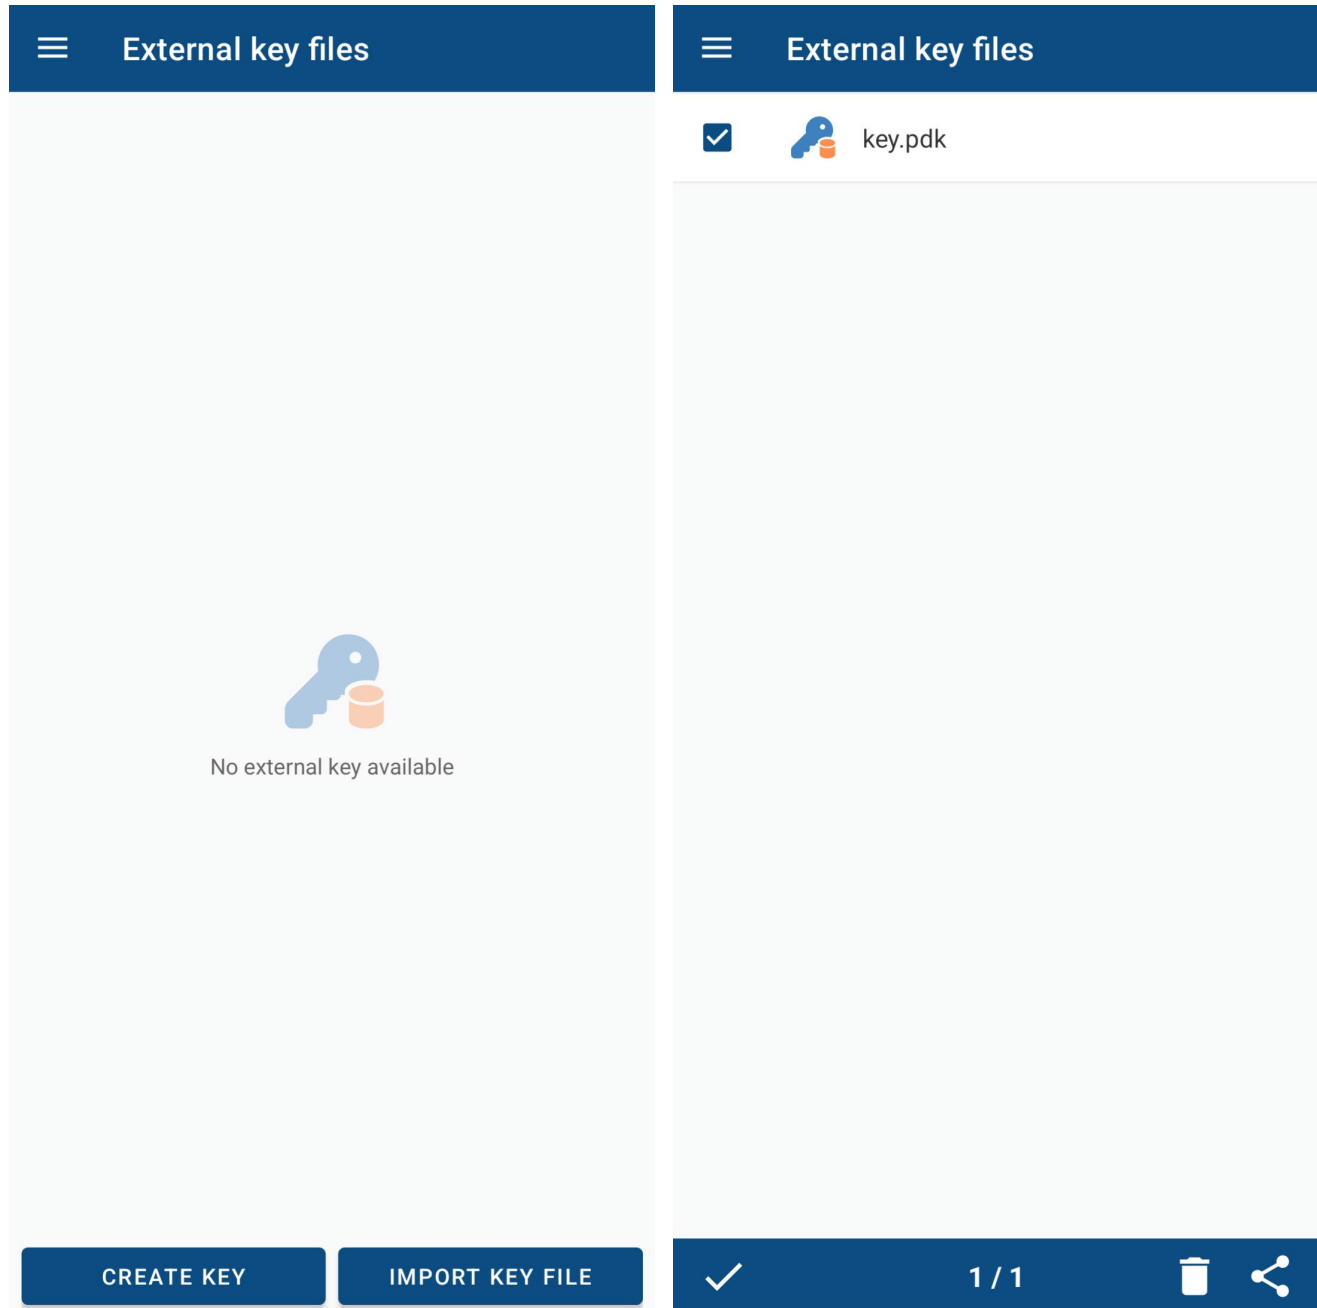 External key files
No external key available
CREATE KEY
IMPORT KEY FILE
External key files
key.pdk
1 / 1